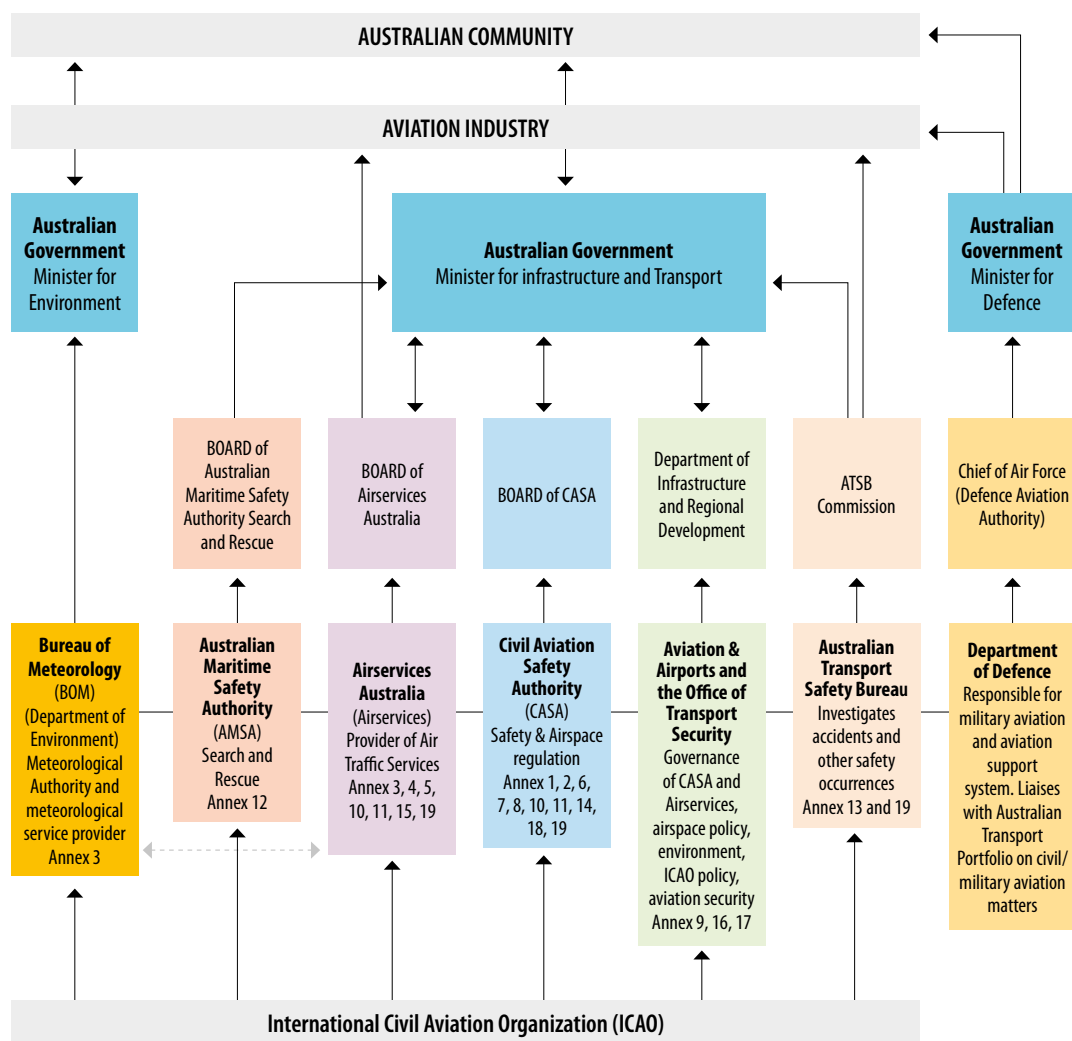 AUSTRALIAN COMMUNITY
AVIATION INDUSTRY
Australian
Government
Minister for
Environment
Australian Government
Minister for infrastructure and Transport
Australian
Government
Minister for
Defence
BOARD of
Australian
Maritime Safety
Authority Search
and Rescue
BOARD of
Airservices
Australia
BOARD of CASA
Department of
Infrastructure
and Regional
Development
ATSB
Commission
Chief of Air Force
(Defence Aviation
Authority)
Bureau of
Meteorology
(BOM)
(Department of
Environment)
Meteorological
Authority and
meteorological
service provider
Annex 3
Australian
Maritime
Safety
Authority
(AMSA)
Search and
Rescue
Annex 12
Airservices
Australia
(Airservices)
Provider of Air
Traffic Services
Annex 3, 4, 5,
10, 11, 15, 19
Civil Aviation
Safety
Authority
(CASA)
Safety & Airspace
regulation
Annex 1, 2, 6,
7, 8, 10, 11, 14,
18, 19
Aviation &
Airports and
the Office of
Transport
Security
Governance
of CASA and
Airservices,
airspace policy,
environment,
ICAO policy,
aviation security
Annex 9, 16, 17
Australian
Transport
Safety Bureau
Investigates
accidents and
other safety
occurrences
Annex 13 and 19
Department
of Defence
Responsible for
military aviation
and aviation
support
system. Liaises
with Australian
Transport
Portfolio on civil/
military aviation
matters
International Civil Aviation Organization (ICAO)